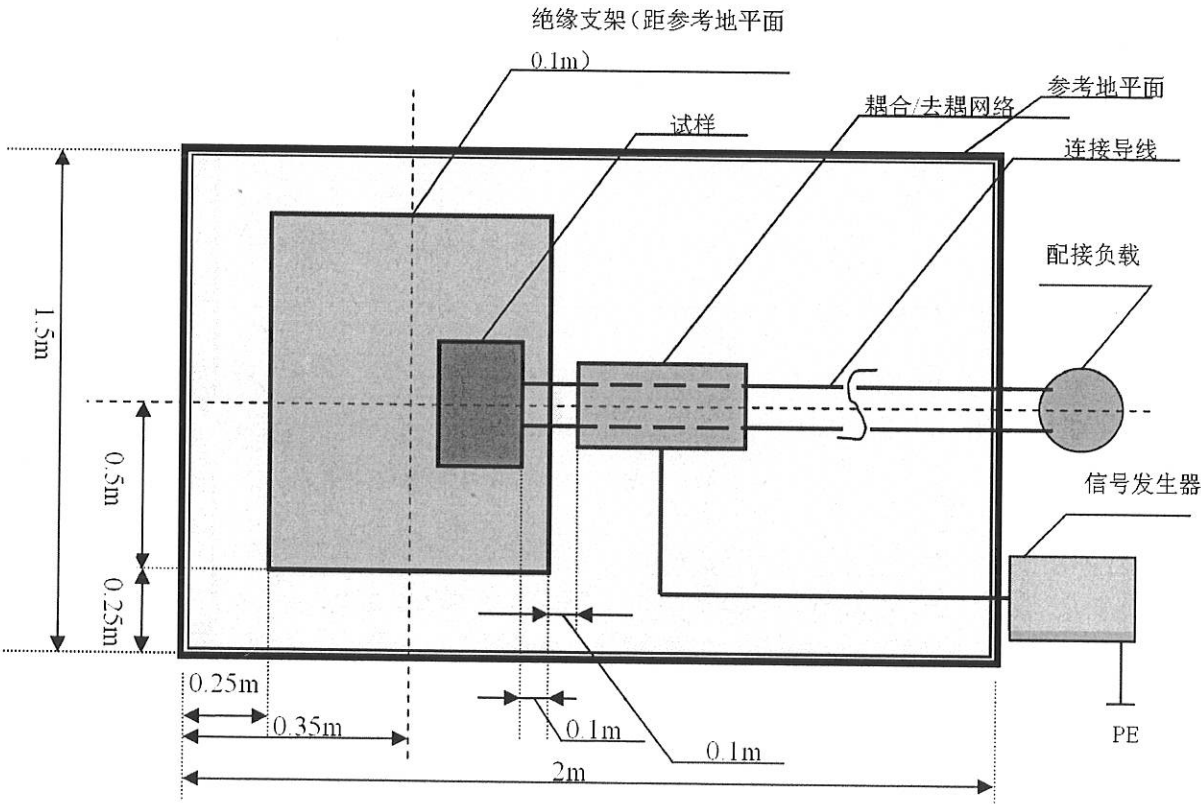 绝缘支架（距参考地平面
0.1m）
参考地平面
耦合/去耦网络
试样
连接导线
配接负载
1.5m
0.5m
信号发生器
0.25m
0.25m
0.35m
0.1m
0.1m
PE
2m